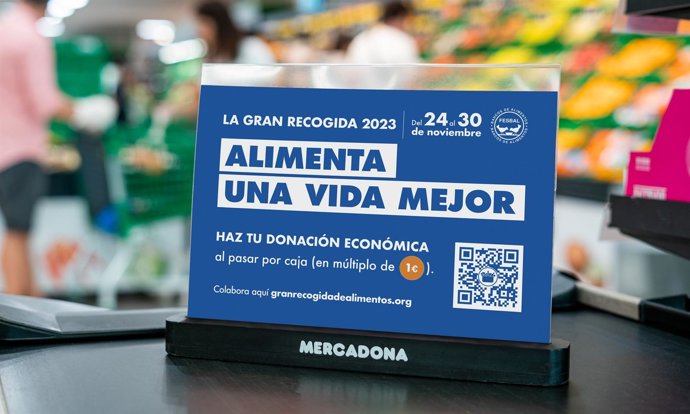 LA GRAN RECOGIDA 2023
Del 24 al 30
de noviembre
FESBAL
ALIMENTA
UNA VIDA MEJOR
HAZ TU DONACIÓN ECONÓMICA
al pasar por caja (en múltiplo de 1€).
Colabora aquí granrecogidadealimentos.org
MERCADONA